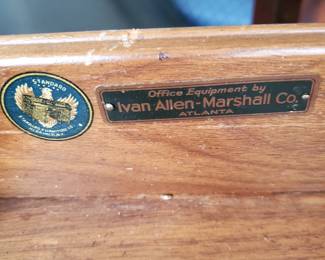 STANDARD
Office Equipment by
Ivan Allen-Marshall Co.
ATLANTA